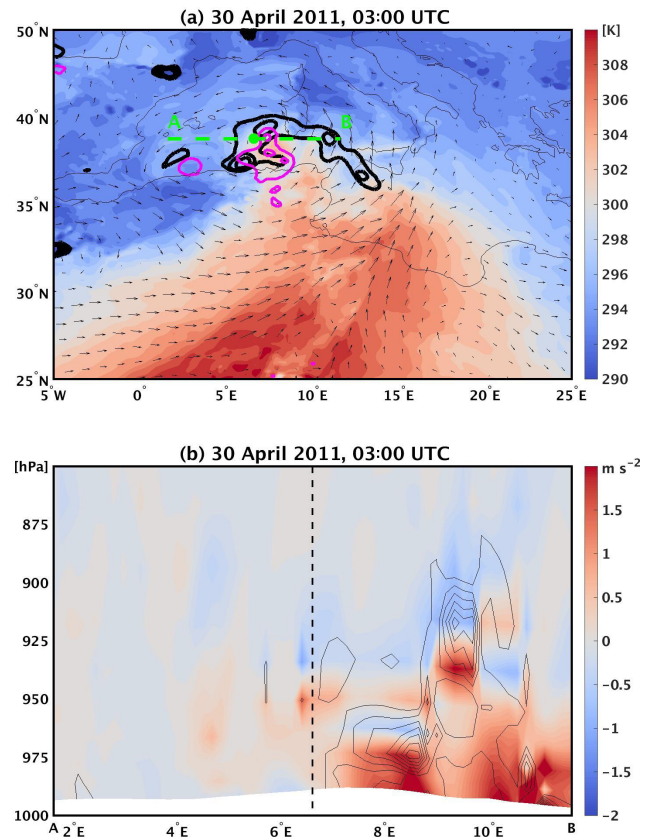 (a) 30 April 2011, 03:00 UTC
50°N
[K]
308
306
304
302
300
298
296
294
292
290
40°N
35°N
30°N
25°N
A
B
5°W
0°
5°E
10°E
15°E
20°E
25°E
(b) 30 April 2011, 03:00 UTC
[hPa]
m s⁻²
875
900
925
950
975
1000
1.5
1
0.5
0
−0.5
−1
−1.5
−2
A 2°E
4°E
6°E
8°E
10°E
B